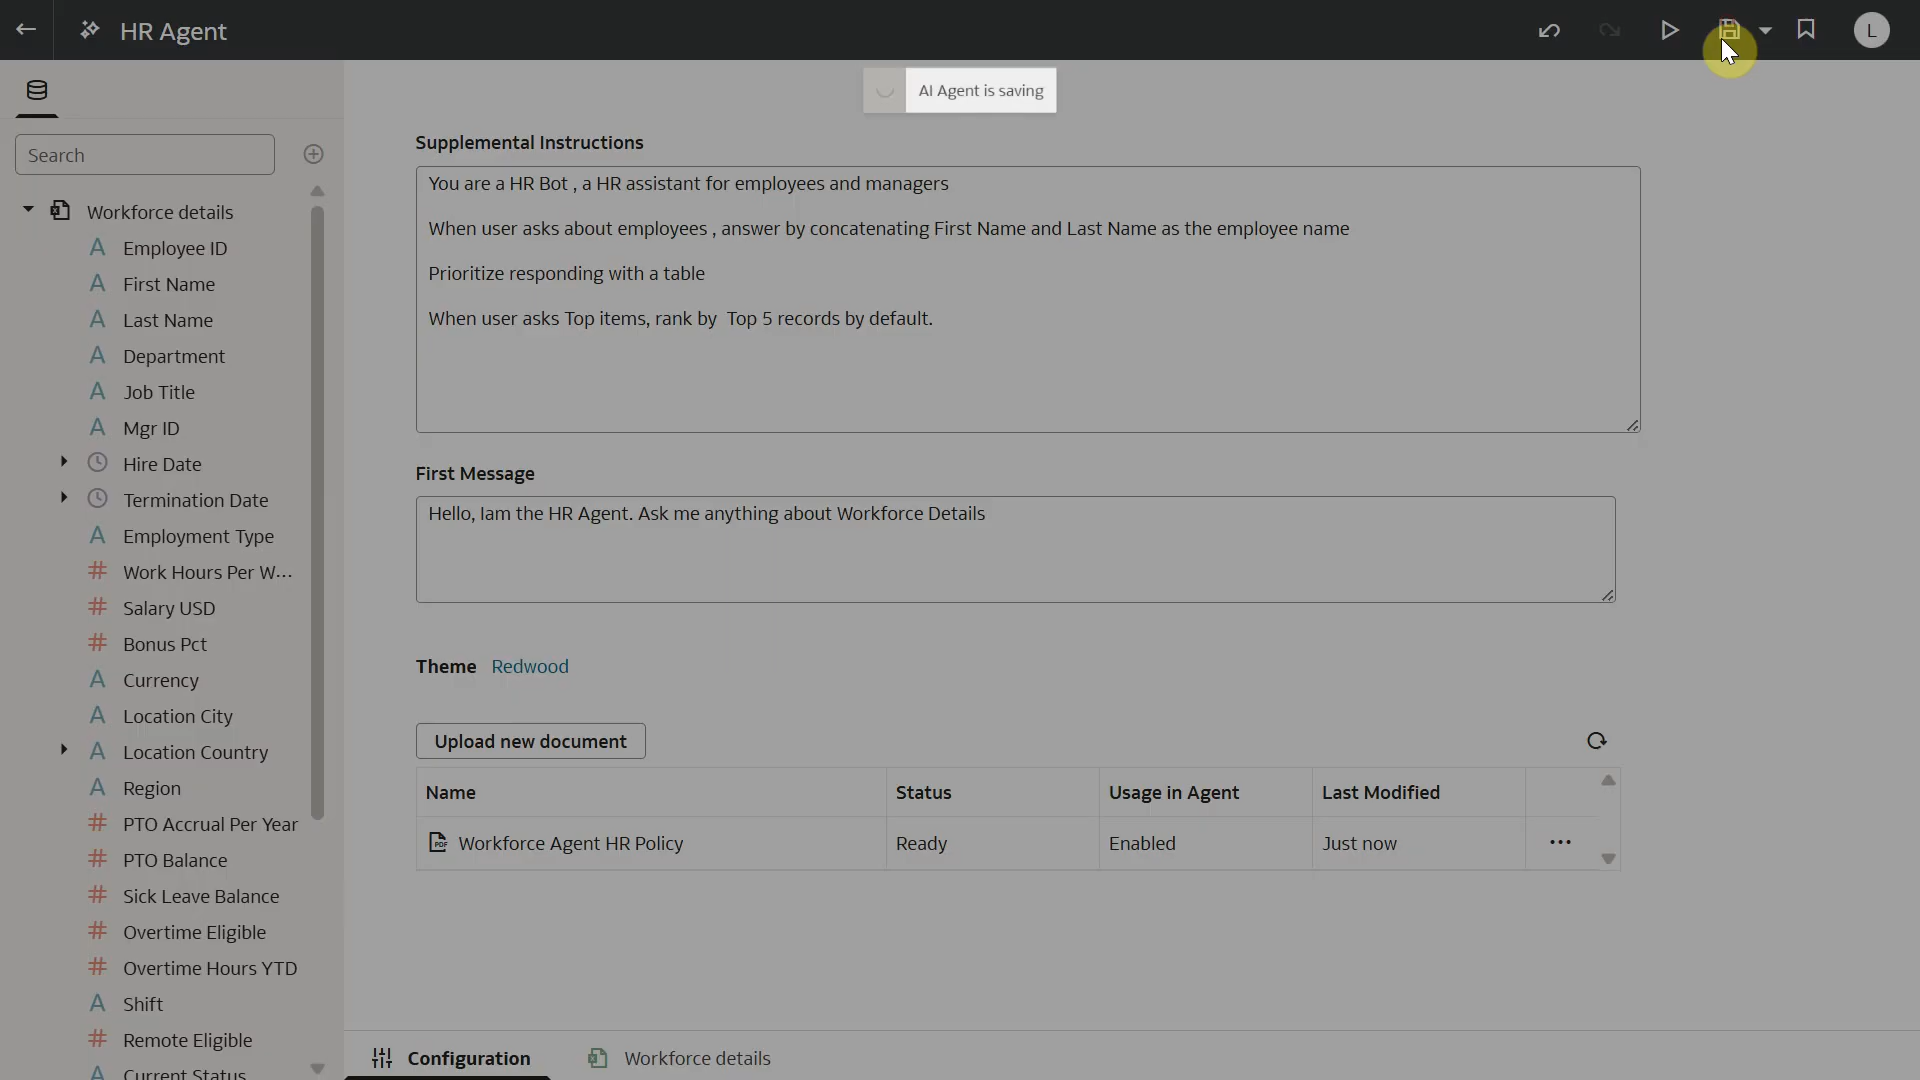 HR Agent
L
AI Agent is saving
Search
Workforce details
Employee ID
First Name
Last Name
Department
Job Title
Mgr ID
Hire Date
Termination Date
Employment Type
Work Hours Per W...
Salary USD
Bonus Pct
Currency
Location City
Location Country
Region
PTO Accrual Per Year
PTO Balance
Sick Leave Balance
Overtime Eligible
Overtime Hours YTD
Shift
Remote Eligible
Current Status
Supplemental Instructions
You are a HR Bot , a HR assistant for employees and managers
When user asks about employees , answer by concatenating First Name and Last Name as the employee name
Prioritize responding with a table
When user asks Top items, rank by  Top 5 records by default.
First Message
Hello, Iam the HR Agent. Ask me anything about Workforce Details
Theme Redwood
Upload new document
Name Status Usage in Agent Last Modified
PDF Workforce Agent HR Policy Ready Enabled Just now ...
Configuration Workforce details